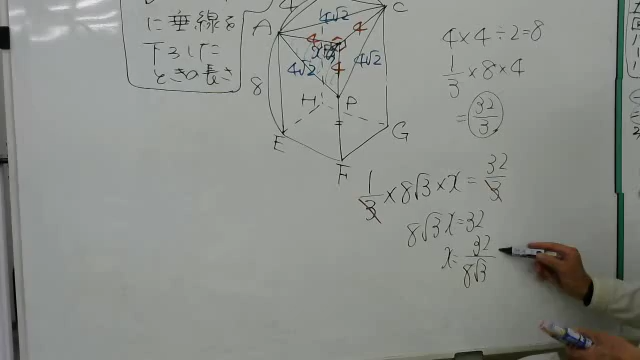 に垂線を
下ろした
ときの長さ
A
C
4
4√2
4
4
x
4√2
4
4√2
8
H
P
G
E
F
4×4÷2=8
1/3×8×4
=32/3
1/3×8√3×x=32/3
8√3x=32
x=32/8√3